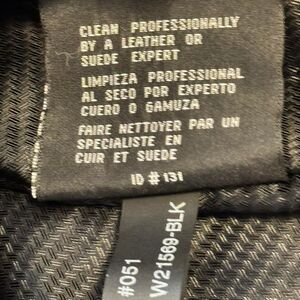 CLEAN PROFESSIONALLY
BY A LEATHER OR
SUEDE EXPERT
LIMPIEZA PROFESSIONAL
AL SECO POR EXPERTO
CUERO O GAMUZA
FAIRE NETTOYER PAR UN
SPECIALISTE EN
CUIR ET SUEDE
ID # 131
#051
W21569-BLK